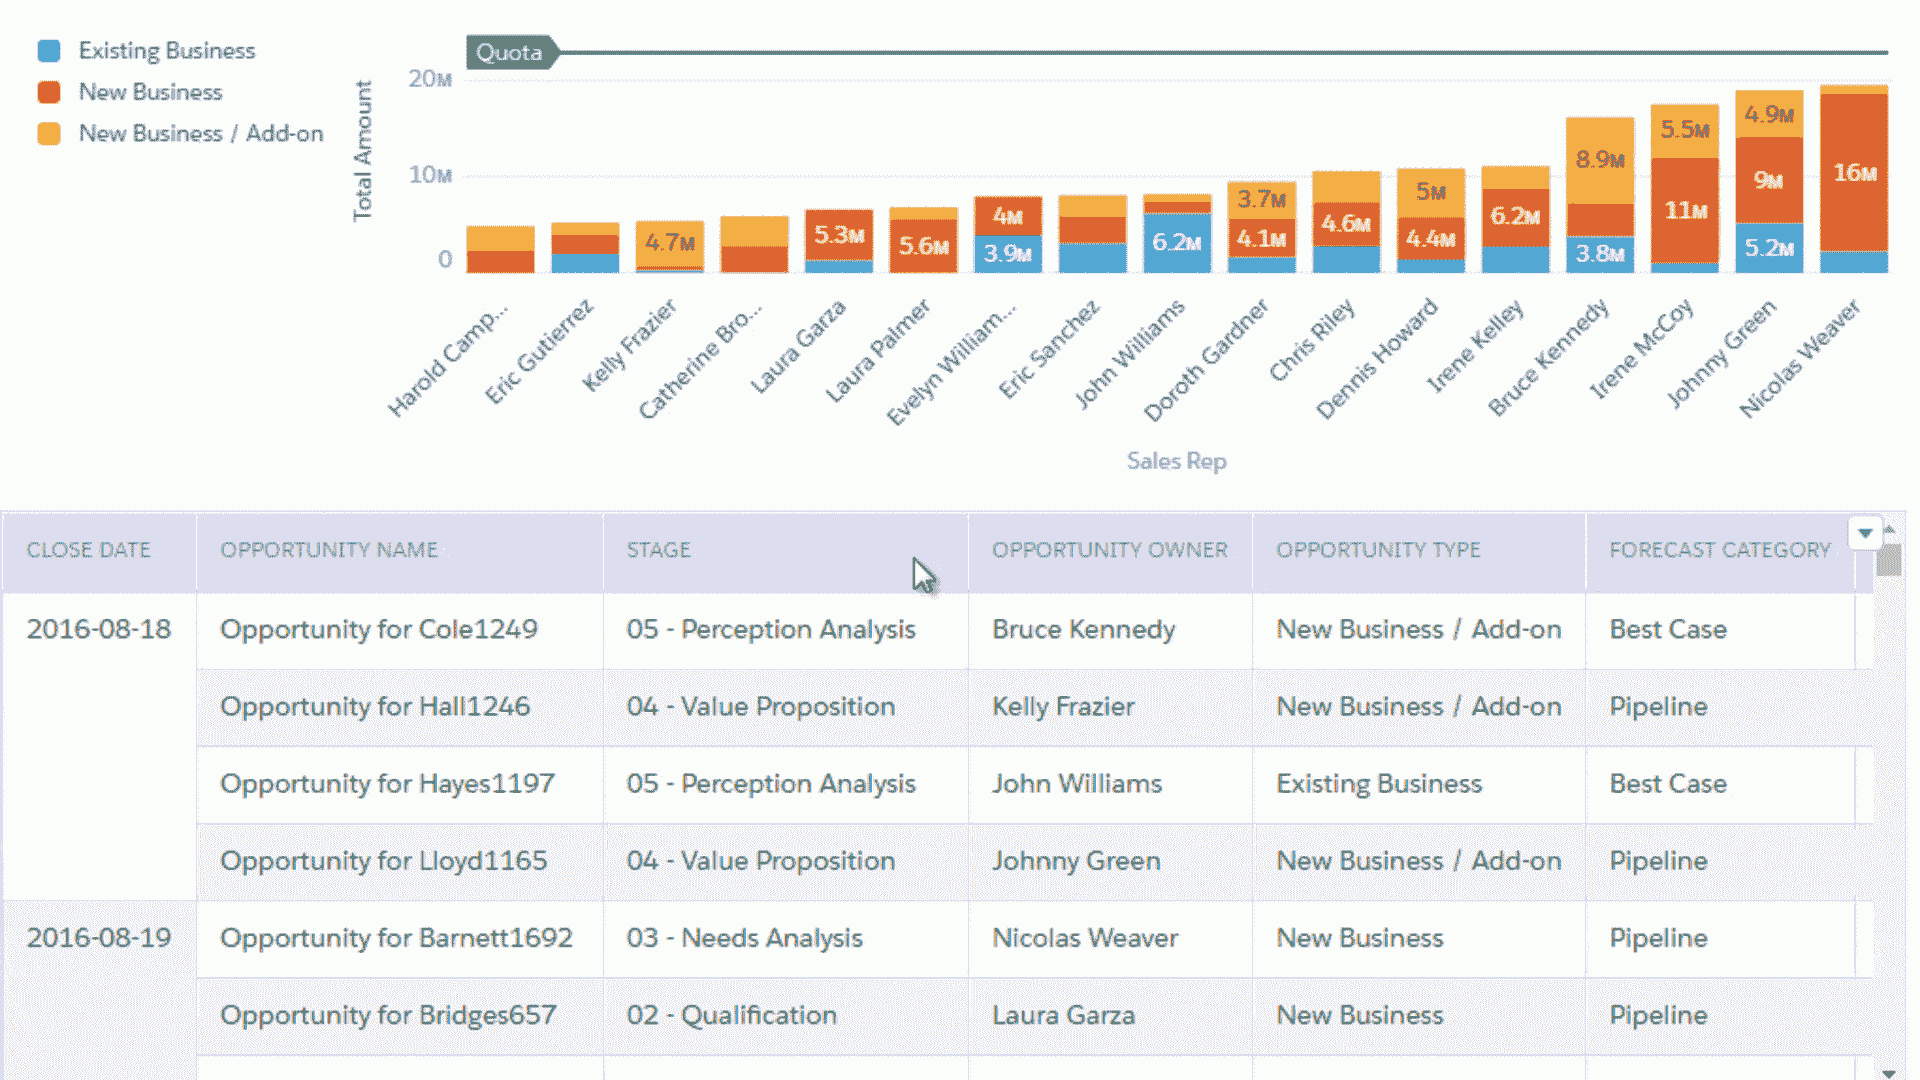 Existing Business
New Business
New Business / Add-on
Quota
Total Amount
20M
10M
0
4.7M
5.3M
5.6M
4M
3.9M
6.2M
3.7M
4.1M
4.6M
5M
4.4M
6.2M
8.9M
3.8M
5.5M
11M
4.9M
9M
5.2M
16M
Harold Camp...
Eric Gutierrez
Kelly Frazier
Catherine Bro...
Laura Garza
Laura Palmer
Evelyn William...
Eric Sanchez
John Williams
Doroth Gardner
Chris Riley
Dennis Howard
Irene Kelley
Bruce Kennedy
Irene McCoy
Johnny Green
Nicolas Weaver
Sales Rep
CLOSE DATE OPPORTUNITY NAME STAGE OPPORTUNITY OWNER OPPORTUNITY TYPE FORECAST CATEGORY
2016-08-18 Opportunity for Cole1249 05 - Perception Analysis Bruce Kennedy New Business / Add-on Best Case
Opportunity for Hall1246 04 - Value Proposition Kelly Frazier New Business / Add-on Pipeline
Opportunity for Hayes1197 05 - Perception Analysis John Williams Existing Business Best Case
Opportunity for Lloyd1165 04 - Value Proposition Johnny Green New Business / Add-on Pipeline
2016-08-19 Opportunity for Barnett1692 03 - Needs Analysis Nicolas Weaver New Business Pipeline
Opportunity for Bridges657 02 - Qualification Laura Garza New Business Pipeline